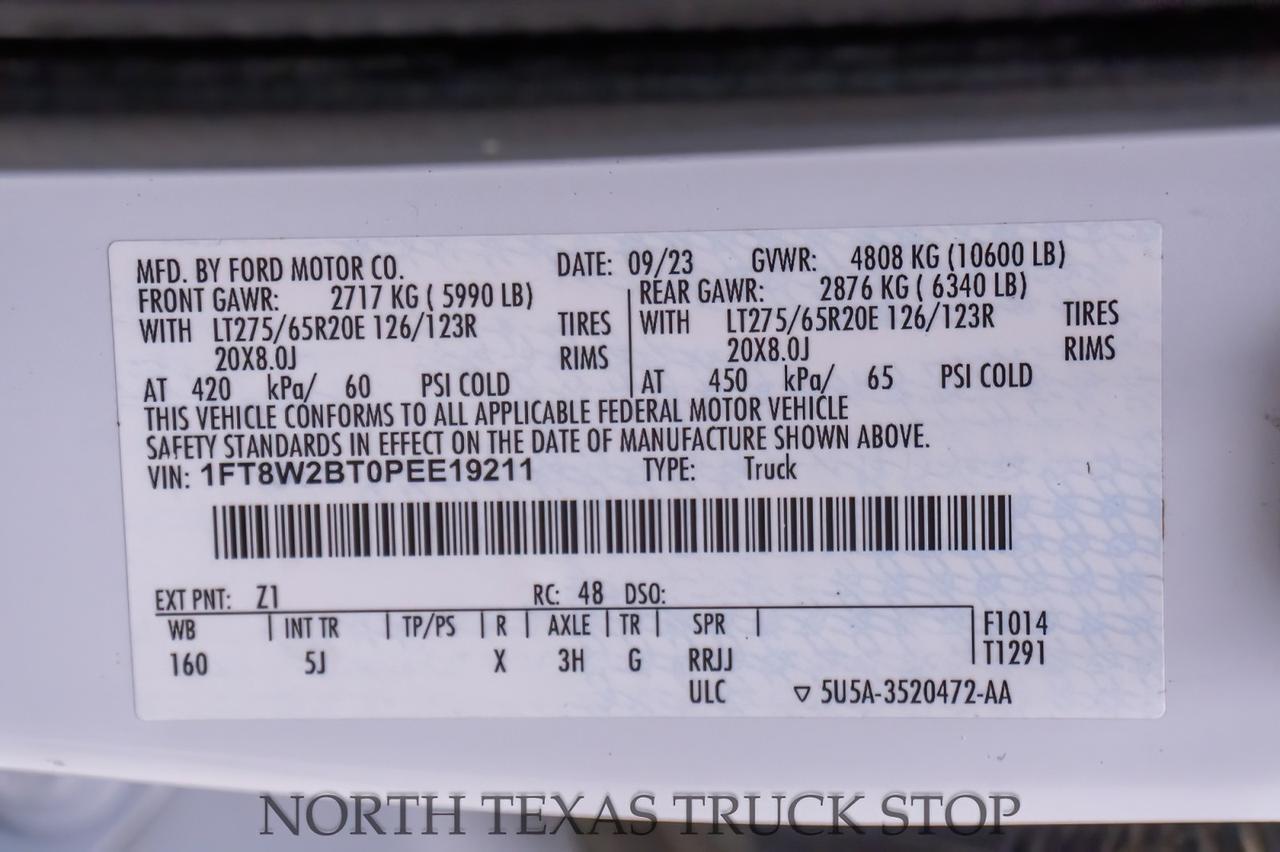 MFD. BY FORD MOTOR CO. DATE: 09/23 GVWR: 4808 KG (10600 LB)
FRONT GAWR: 2717 KG ( 5990 LB) REAR GAWR: 2876 KG ( 6340 LB)
WITH LT275/65R20E 126/123R TIRES WITH LT275/65R20E 126/123R TIRES
20X8.0J RIMS 20X8.0J RIMS
AT 420 kPa/ 60 PSI COLD AT 450 kPa/ 65 PSI COLD
THIS VEHICLE CONFORMS TO ALL APPLICABLE FEDERAL MOTOR VEHICLE
SAFETY STANDARDS IN EFFECT ON THE DATE OF MANUFACTURE SHOWN ABOVE.
VIN: 1FT8W2BT0PEE19211 TYPE: Truck
EXT PNT: Z1 RC: 48 DSO:
WB INT TR TP/PS R AXLE TR SPR F1014
160 5J X 3H G RRJJ T1291
ULC ▽ 5U5A-3520472-AA
NORTH TEXAS TRUCK STOP